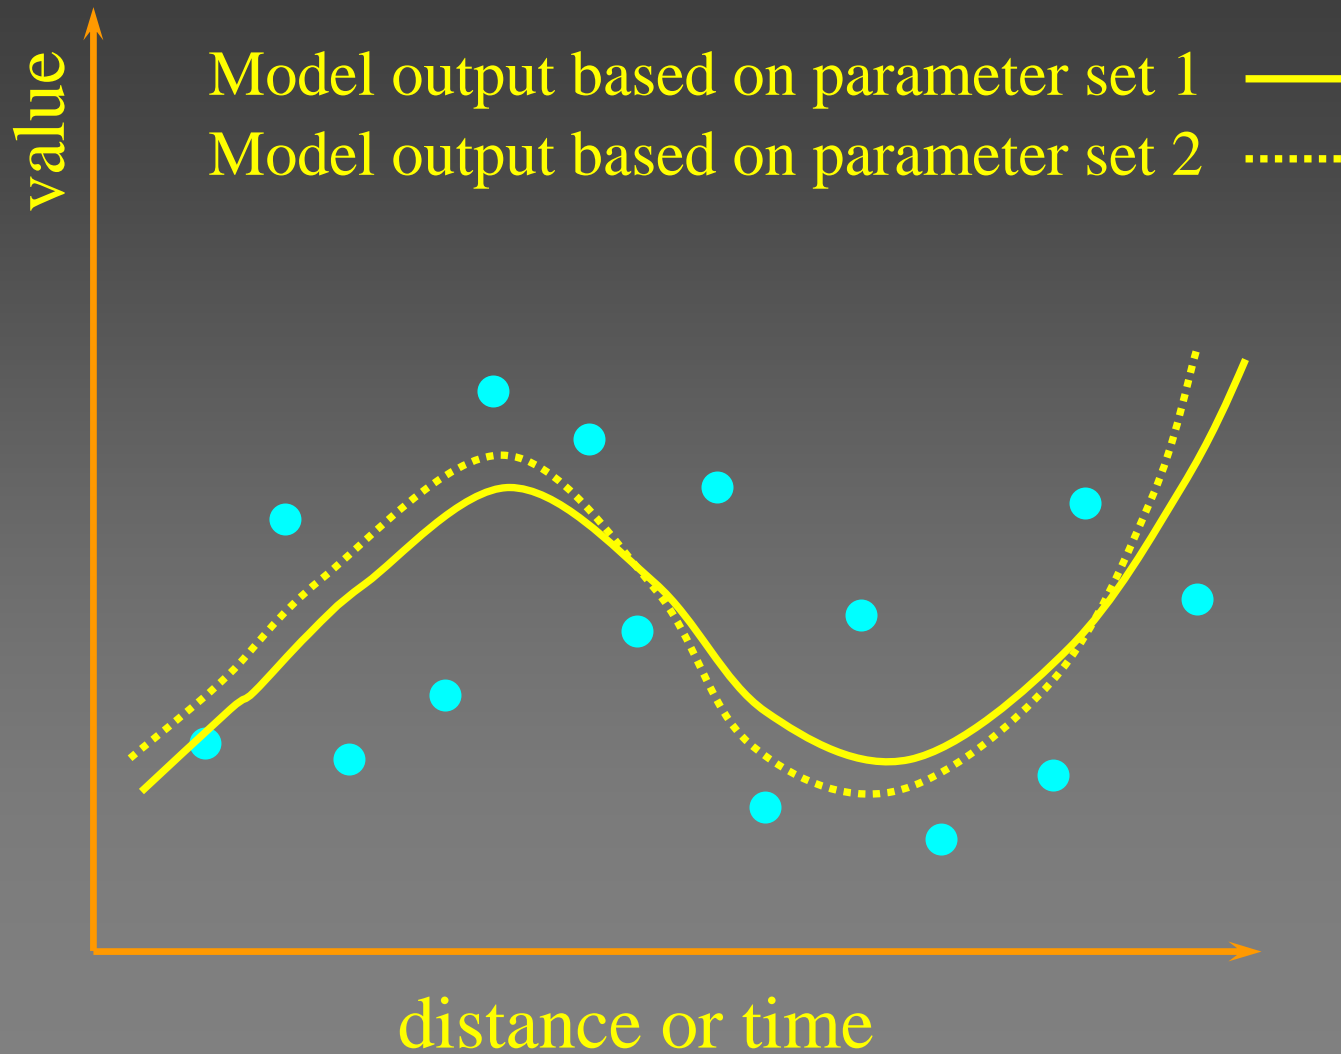 value
Model output based on parameter set 1
Model output based on parameter set 2
distance or time